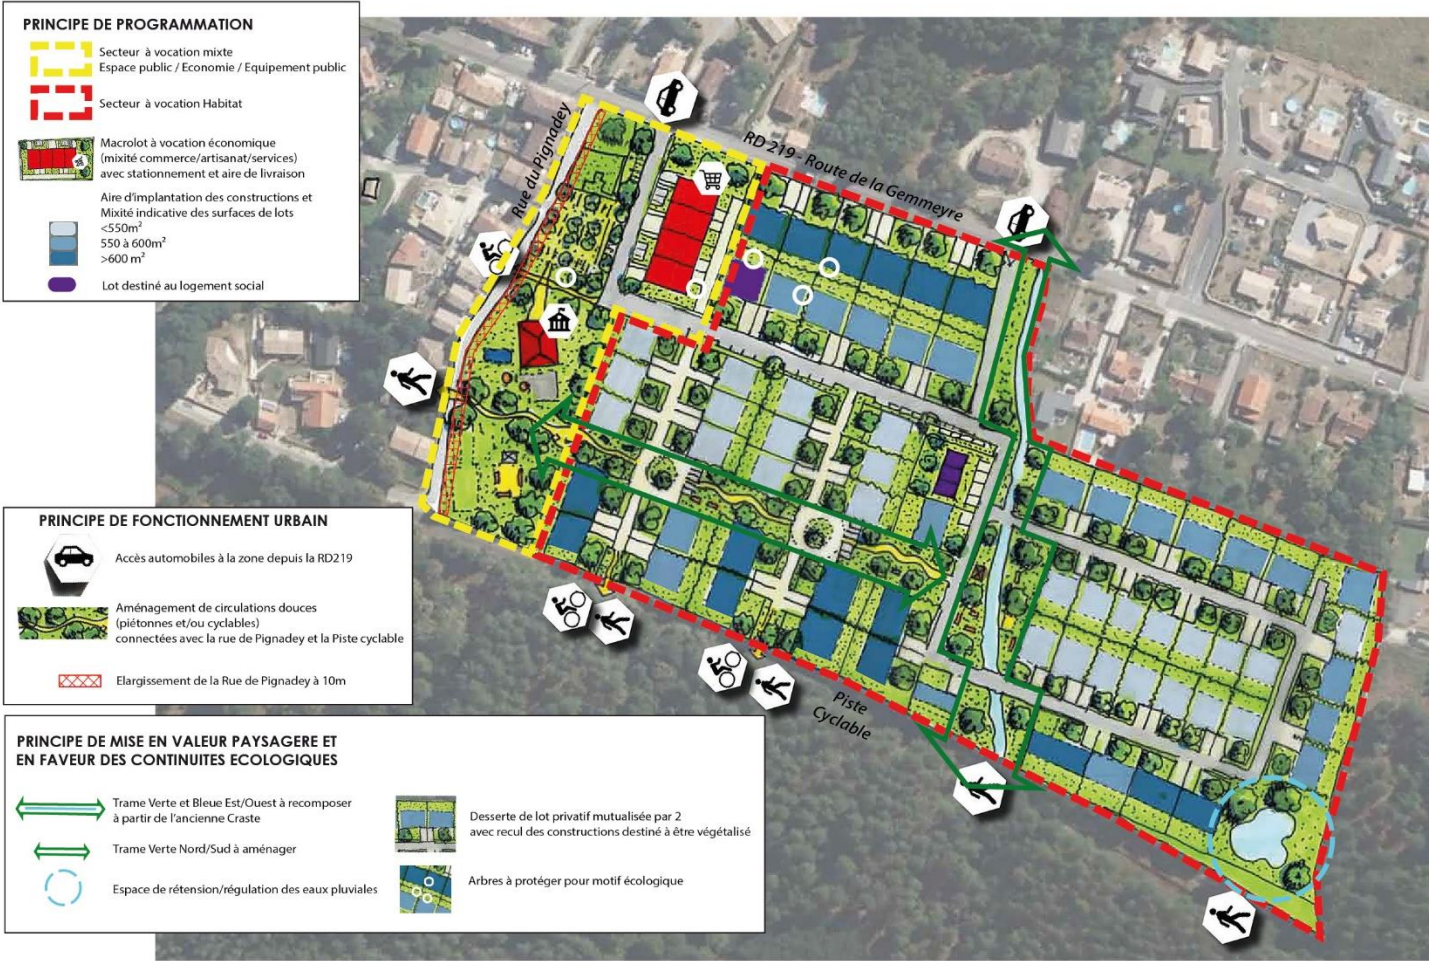 PRINCIPE DE PROGRAMMATION
Secteur à vocation mixte
Espace public / Economie / Equipement public
Secteur à vocation Habitat
Macrolot à vocation économique
(mixité commerce/artisanat/services)
avec stationnement et aire de livraison
Aire d'implantation des constructions et
Mixité indicative des surfaces de lots
<550m²
550 à 600m²
>600 m²
Lot destiné au logement social
Rue du Pignadey
RD 219 - Route de la Gemmeyre
PRINCIPE DE FONCTIONNEMENT URBAIN
Accès automobiles à la zone depuis la RD219
Aménagement de circulations douces
(piétonnes et/ou cyclables)
connectées avec la rue de Pignadey et la Piste cyclable
Elargissement de la Rue de Pignadey à 10m
Piste
Cyclable
PRINCIPE DE MISE EN VALEUR PAYSAGERE ET
EN FAVEUR DES CONTINUITES ECOLOGIQUES
Trame Verte et Bleue Est/Ouest à recomposer
à partir de l'ancienne Craste
Trame Verte Nord/Sud à aménager
Espace de rétention/régulation des eaux pluviales
Desserte de lot privatif mutualisée par 2
avec recul des constructions destiné à être végétalisé
Arbres à protéger pour motif écologique